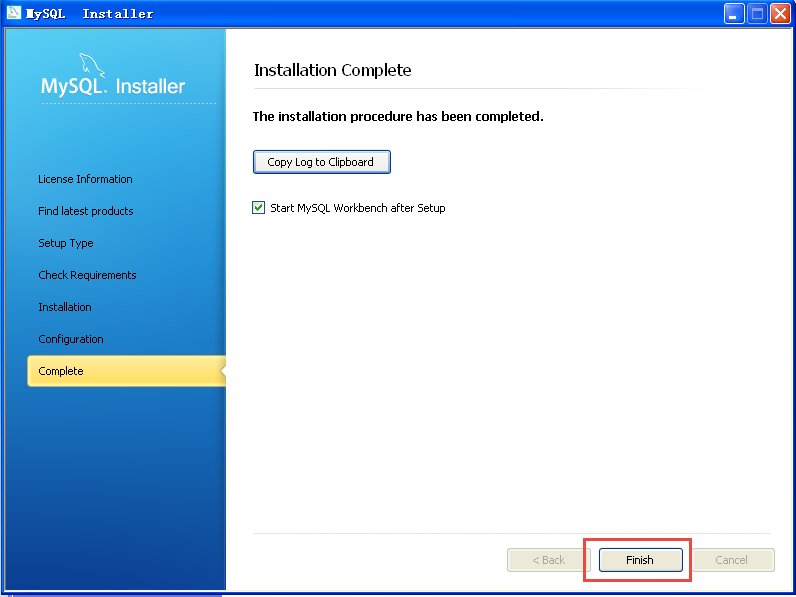 MySQL Installer
MySQL. Installer
License Information
Find latest products
Setup Type
Check Requirements
Installation
Configuration
Complete
Installation Complete
The installation procedure has been completed.
Copy Log to Clipboard
Start MySQL Workbench after Setup
< Back
Finish
Cancel